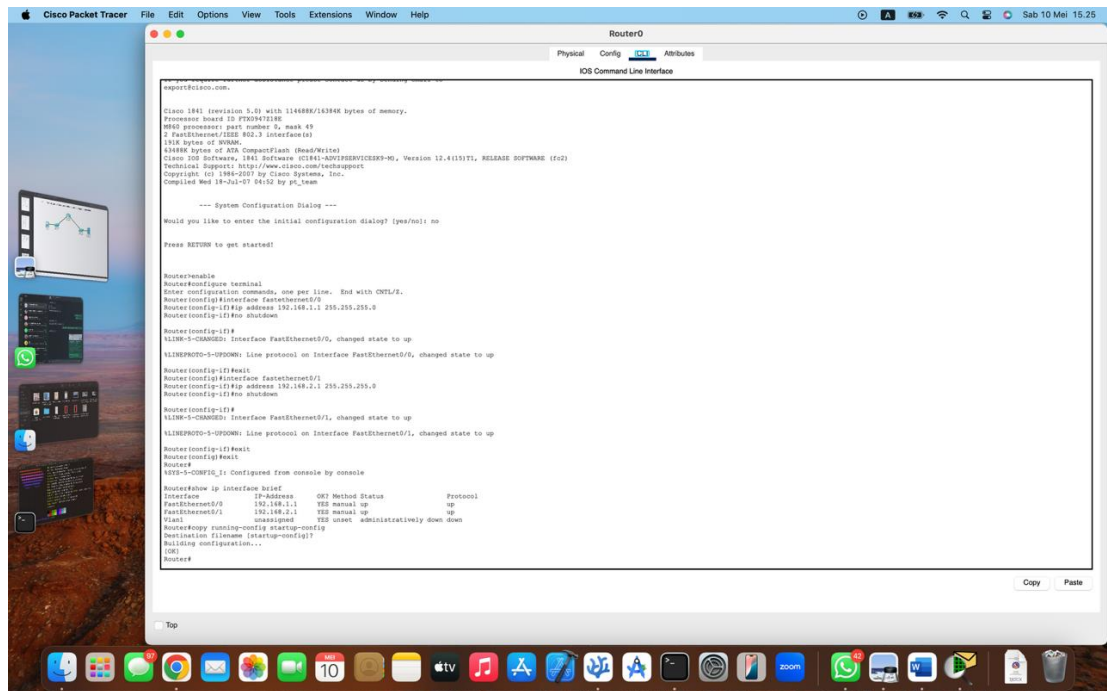 Cisco Packet Tracer File Edit Options View Tools Extensions Window Help
A
Sab 10 Mei 15.25
Router0
Physical Config CLI Attributes
IOS Command Line Interface
export@cisco.com.
Cisco 1841 (revision 5.0) with 114688K/16384K bytes of memory.
Processor board ID FTX0947Z18E
M860 processor: part number 0, mask 49
2 FastEthernet/IEEE 802.3 interface(s)
191K bytes of NVRAM.
63488K bytes of ATA CompactFlash (Read/Write)
Cisco IOS Software, 1841 Software (C1841-ADVIPSERVICESK9-M), Version 12.4(15)T1, RELEASE SOFTWARE (fc2)
Technical Support: http://www.cisco.com/techsupport
Copyright (c) 1986-2007 by Cisco Systems, Inc.
Compiled Wed 18-Jul-07 04:52 by pt_team
--- System Configuration Dialog ---
Would you like to enter the initial configuration dialog? [yes/no]: no
Press RETURN to get started!
Router>enable
Router#configure terminal
Enter configuration commands, one per line. End with CNTL/Z.
Router(config)#interface fastethernet0/0
Router(config-if)#ip address 192.168.1.1 255.255.255.0
Router(config-if)#no shutdown
Router(config-if)#
%LINK-5-CHANGED: Interface FastEthernet0/0, changed state to up
%LINEPROTO-5-UPDOWN: Line protocol on Interface FastEthernet0/0, changed state to up
Router(config-if)#exit
Router(config)#interface fastethernet0/1
Router(config-if)#ip address 192.168.2.1 255.255.255.0
Router(config-if)#no shutdown
Router(config-if)#
%LINK-5-CHANGED: Interface FastEthernet0/1, changed state to up
%LINEPROTO-5-UPDOWN: Line protocol on Interface FastEthernet0/1, changed state to up
Router(config-if)#exit
Router(config)#exit
Router#
%SYS-5-CONFIG_I: Configured from console by console
Router#show ip interface brief
Interface IP-Address OK? Method Status Protocol
FastEthernet0/0 192.168.1.1 YES manual up up
FastEthernet0/1 192.168.2.1 YES manual up up
Vlan1 unassigned YES unset administratively down down
Router#copy running-config startup-config
Destination filename [startup-config]?
Building configuration...
[OK]
Router#
Copy Paste
Top
97
MEI
10
tv
zoom
42
W